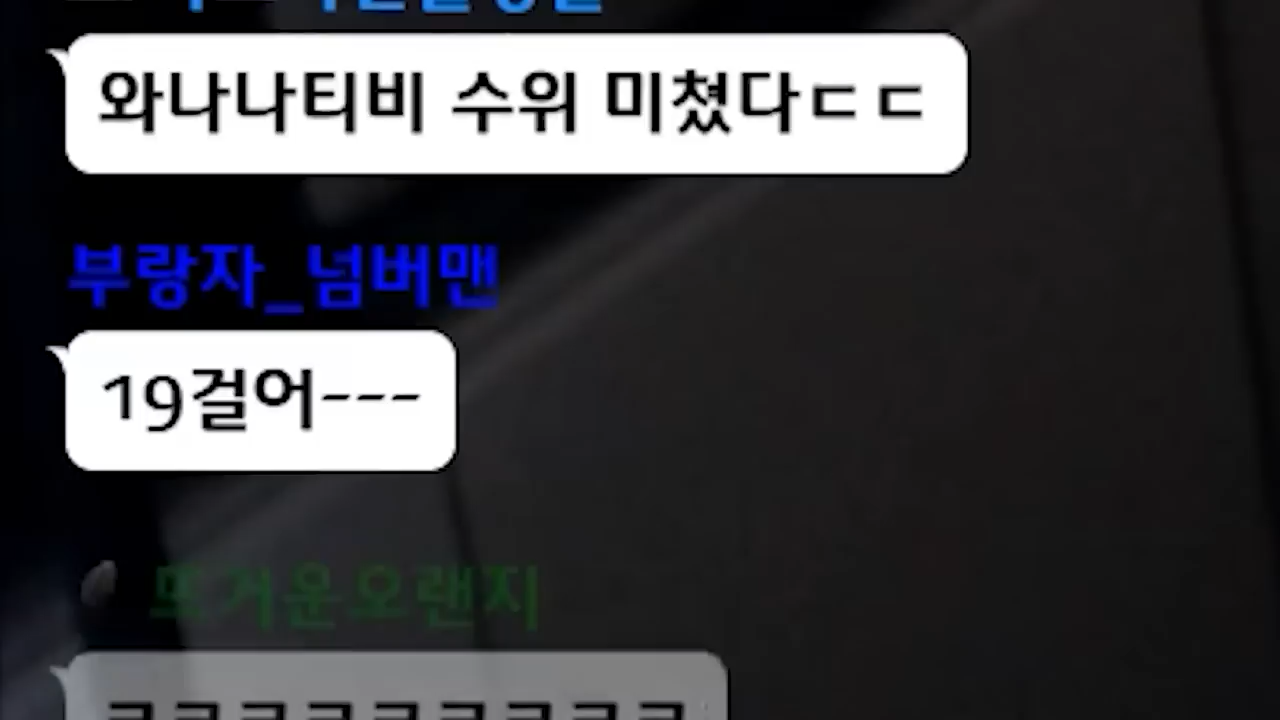 와나나티비 수위 미쳤다ㄷㄷ
부랑자_넘버맨
19걸어---
뜨거운오랜지